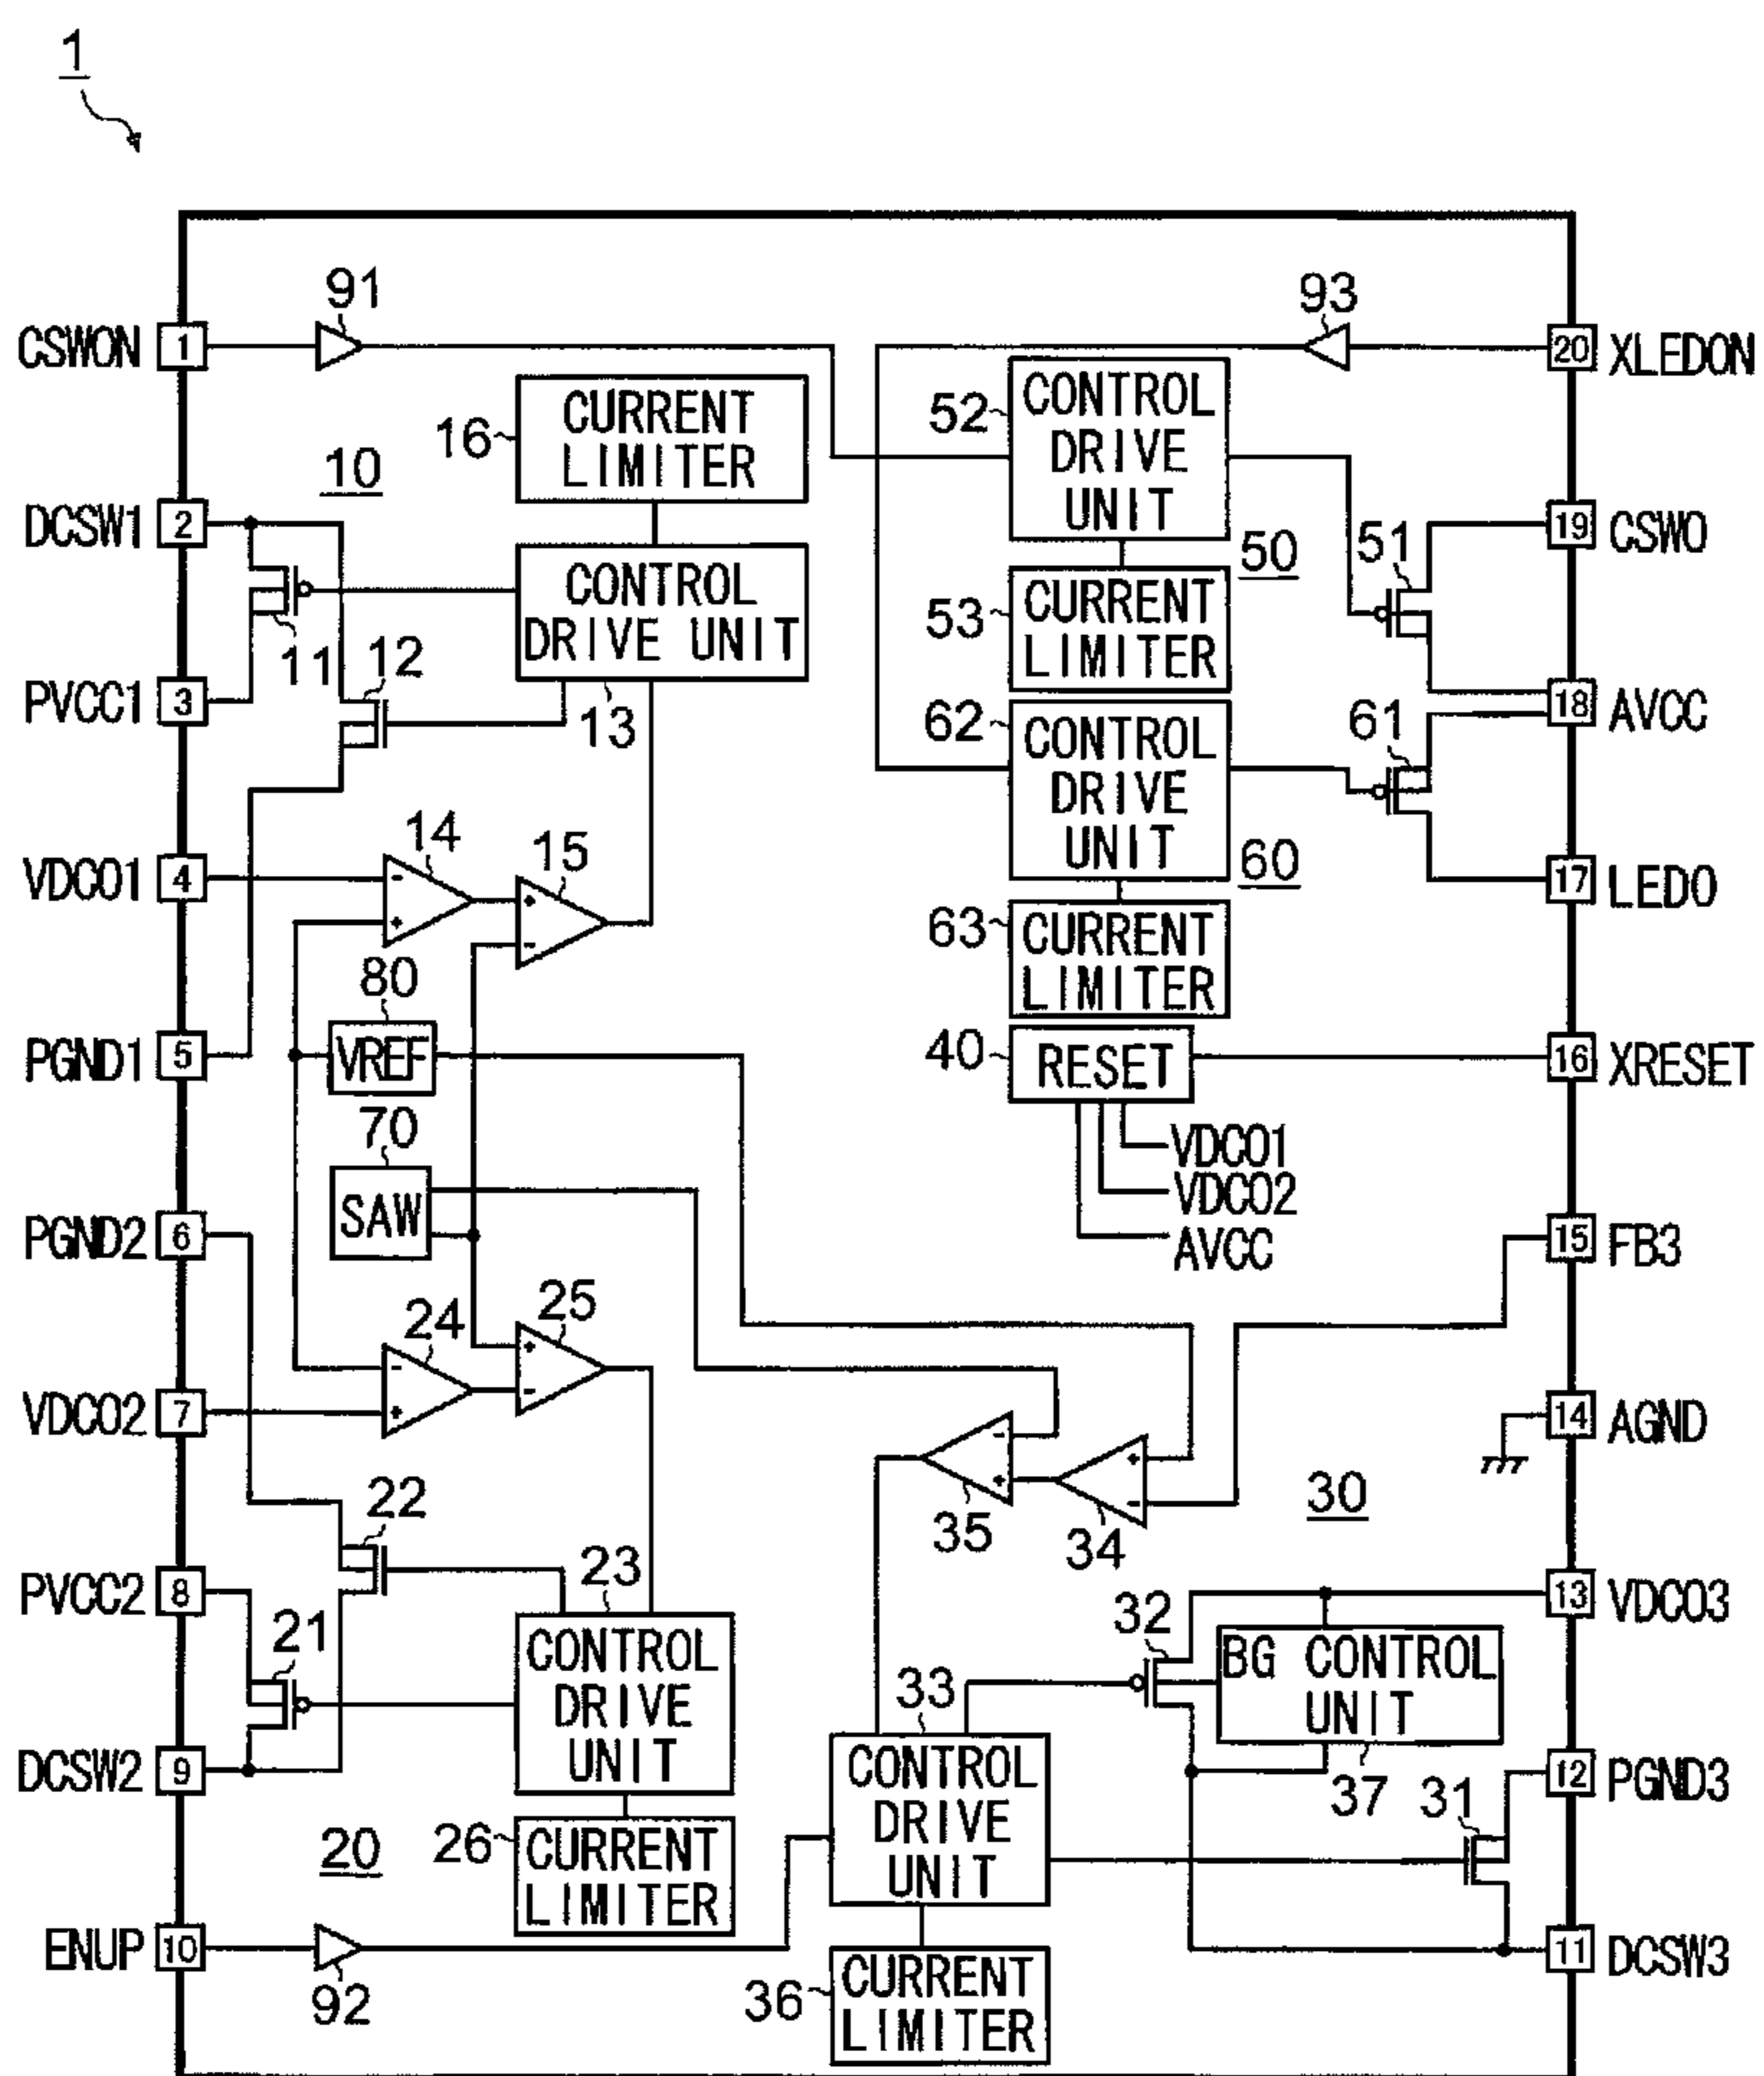 1
91
93
CSWON 1
20 XLEDON
16 CURRENT
LIMITER
52 CONTROL
DRIVE
UNIT
10
DCSW1 2
19 CSWO
51
50
CONTROL
DRIVE UNIT
13
11
12
53 CURRENT
LIMITER
PVCC1 3
18 AVCC
62 CONTROL
DRIVE
UNIT
61
14
15
VDCO1 4
60
17 LEDO
63 CURRENT
LIMITER
- +
+ -
80
VREF
PGND1 5
40 RESET
16 XRESET
70
SAW
VDCO1
VDCO2
AVCC
PGND2 6
15 FB3
24
25
- +
+ -
VDCO2 7
14 AGND
- +
+ -
35
34
30
22
23
PVCC2 8
13 VDCO3
21
CONTROL
DRIVE
UNIT
32
BG CONTROL
UNIT
37
33
CONTROL
DRIVE
UNIT
DCSW2 9
12 PGND3
31
20
26 CURRENT
LIMITER
ENUP 10
92
11 DCSW3
36 CURRENT
LIMITER